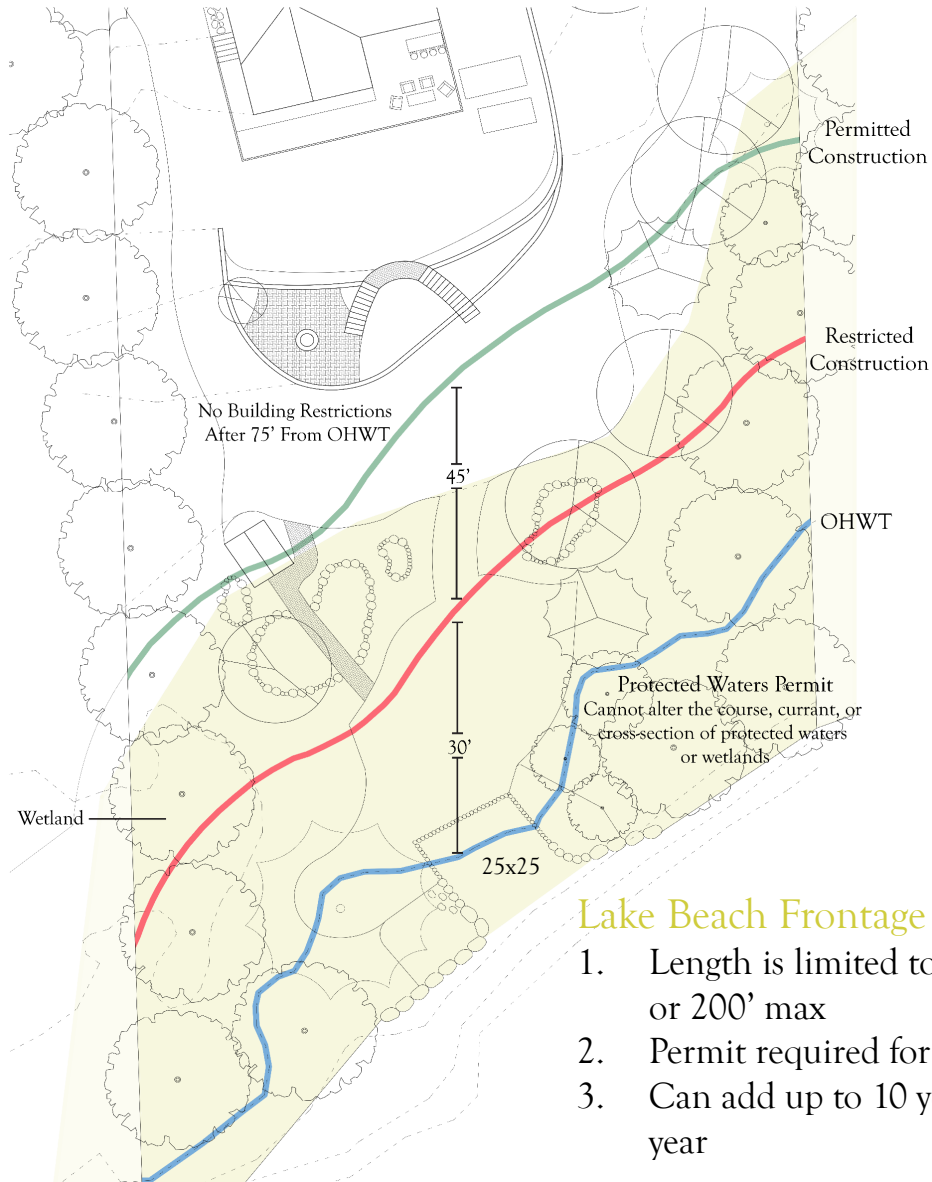 Permitted
Construction
Restricted
Construction
No Building Restrictions
After 75' From OHWT
45'
OHWT
Protected Waters Permit
Cannot alter the course, currant, or
cross-section of protected waters
or wetlands
30'
Wetland
25x25
Lake Beach Frontage
1. Length is limited to
or 200' max
2. Permit required for
3. Can add up to 10 y
year